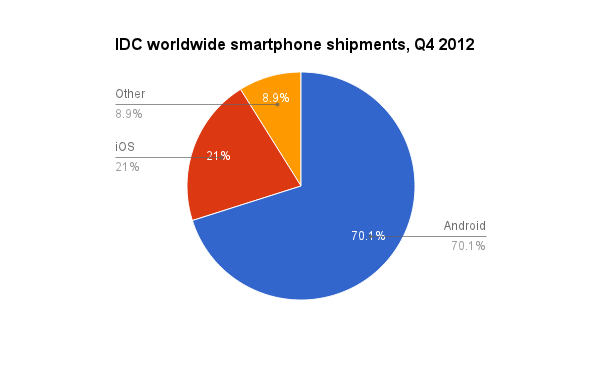 IDC worldwide smartphone shipments, Q4 2012
Other
8.9%
8.9%
iOS
21%
21%
Android
70.1%
70.1%